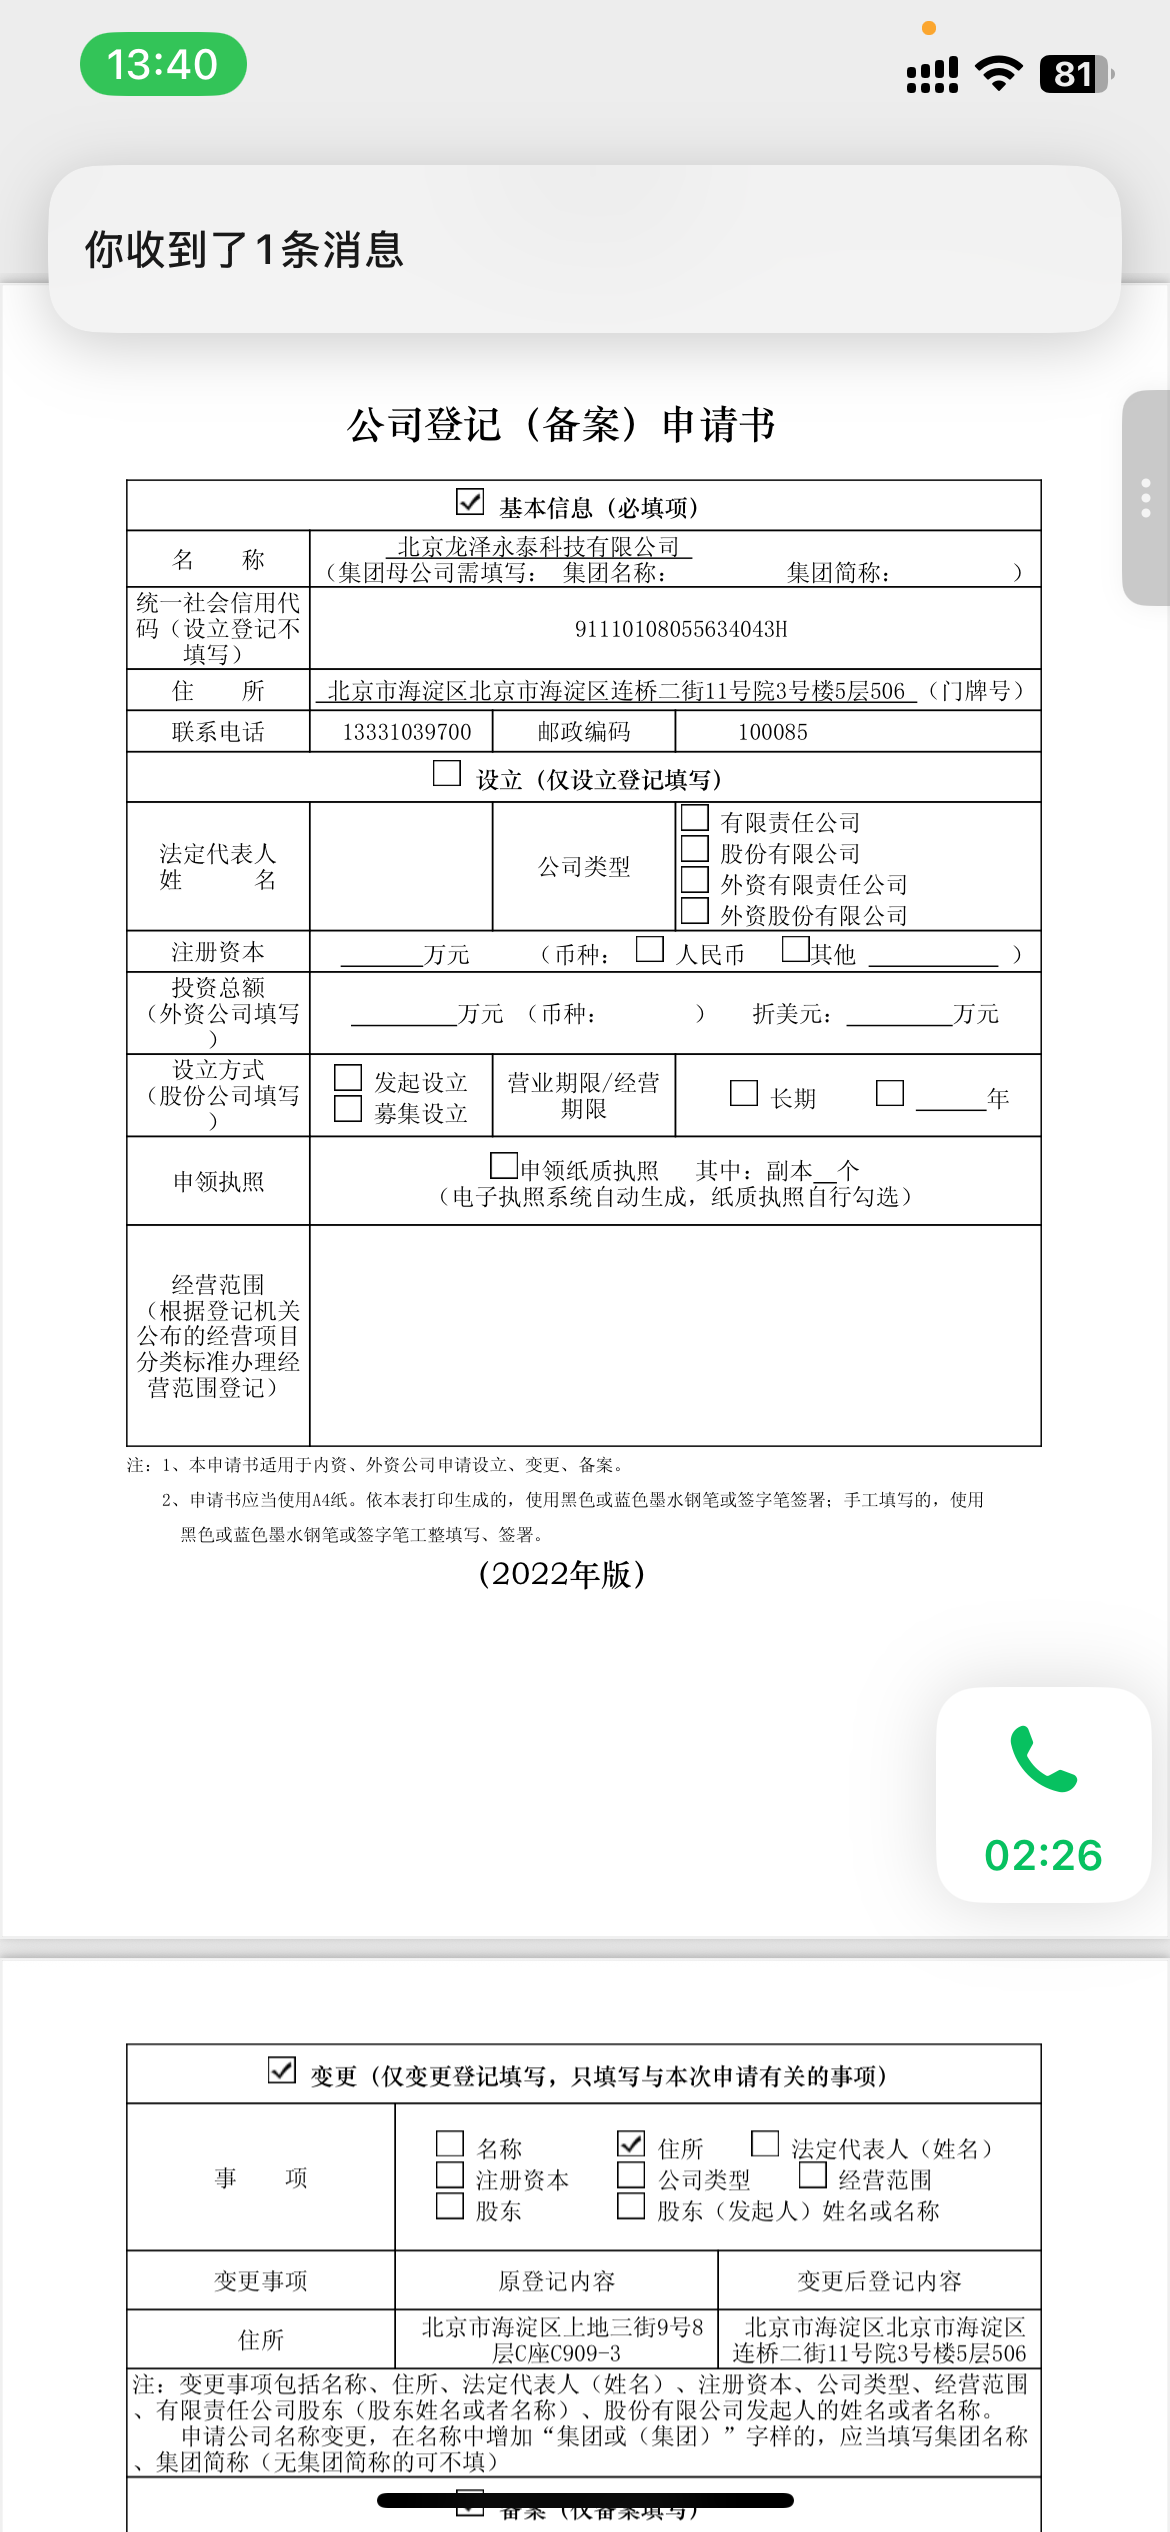 13:40
81
你收到了1条消息
公司登记（备案）申请书
基本信息（必填项）
名 称
北京龙泽永泰科技有限公司
（集团母公司需填写： 集团名称： 集团简称： ）
统一社会信用代
码（设立登记不
填写）
91110108055634043H
住 所
北京市海淀区北京市海淀区连桥二街11号院3号楼5层506 （门牌号）
联系电话 13331039700 邮政编码 100085
设立（仅设立登记填写）
法定代表人
姓 名
公司类型
有限责任公司
股份有限公司
外资有限责任公司
外资股份有限公司
注册资本 ______万元 （币种： 人民币 其他 ______ ）
投资总额
（外资公司填写
）
______万元 （币种： ） 折美元：______万元
设立方式
（股份公司填写
）
发起设立
募集设立
营业期限/经营
期限
长期 ______年
申领执照
申领纸质执照 其中：副本__个
（电子执照系统自动生成，纸质执照自行勾选）
经营范围
（根据登记机关
公布的经营项目
分类标准办理经
营范围登记）
注：1、本申请书适用于内资、外资公司申请设立、变更、备案。
2、申请书应当使用A4纸。依本表打印生成的，使用黑色或蓝色墨水钢笔或签字笔签署；手工填写的，使用
黑色或蓝色墨水钢笔或签字笔工整填写、签署。
（2022年版）
02:26
变更（仅变更登记填写，只填写与本次申请有关的事项）
事 项
名称 住所 法定代表人（姓名）
注册资本 公司类型 经营范围
股东 股东（发起人）姓名或名称
变更事项 原登记内容 变更后登记内容
住所
北京市海淀区上地三街9号8
层C座C909-3
北京市海淀区北京市海淀区
连桥二街11号院3号楼5层506
注：变更事项包括名称、住所、法定代表人（姓名）、注册资本、公司类型、经营范围
、有限责任公司股东（股东姓名或者名称）、股份有限公司发起人的姓名或者名称。
申请公司名称变更，在名称中增加“集团或（集团）”字样的，应当填写集团名称
、集团简称（无集团简称的可不填）
备案（仅备案填写）